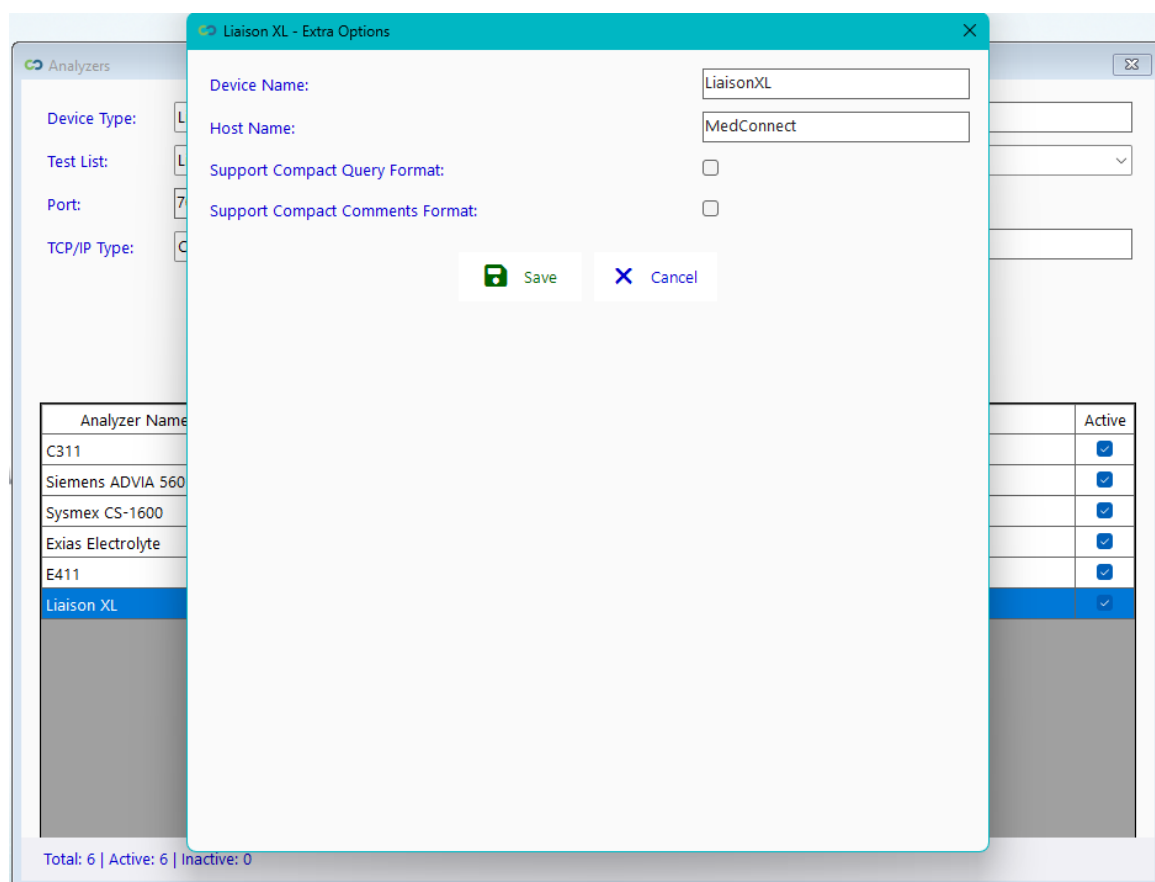 Liaison XL - Extra Options
Analyzers
Device Name: LiaisonXL
Device Type: L
Host Name: MedConnect
Test List: L
Support Compact Query Format:
Port: 7
Support Compact Comments Format:
TCP/IP Type: C
Save Cancel
Analyzer Name Active
C311
Siemens ADVIA 560
Sysmex CS-1600
Exias Electrolyte
E411
Liaison XL
Total: 6 | Active: 6 | Inactive: 0